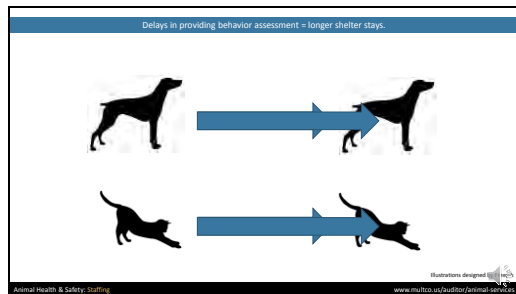 Delays in providing behavior assessment = longer shelter stays.
Illustrations designed by
Animal Health & Safety: Staffing
www.multco.us/auditor/animal-services